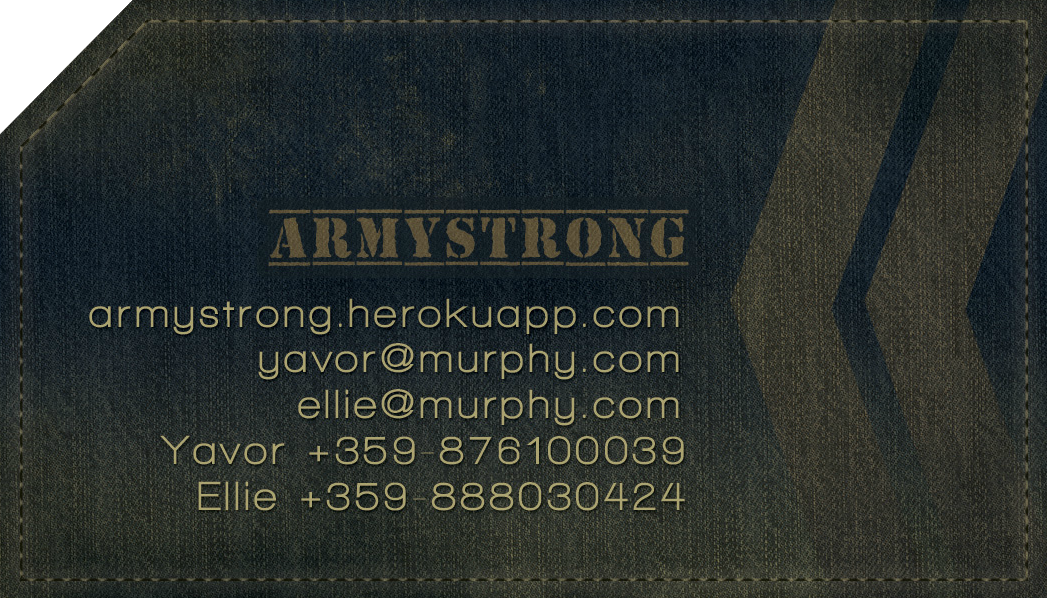 ARMYSTRONG
armystrong.herokuapp.com
yavor@murphy.com
ellie@murphy.com
Yavor +359-876100039
Ellie +359-888030424